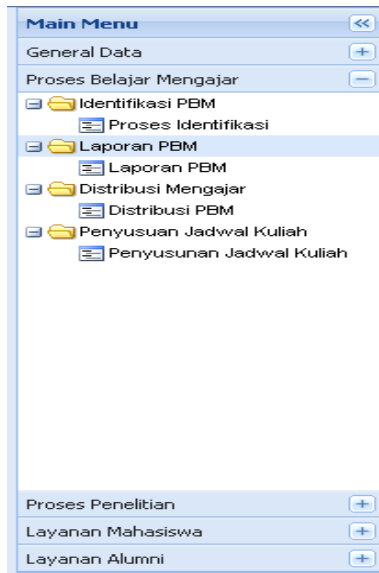 Main Menu
General Data
Proses Belajar Mengajar
Identifikasi PBM
Proses Identifikasi
Laporan PBM
Laporan PBM
Distribusi Mengajar
Distribusi PBM
Penyusuan Jadwal Kuliah
Penyusunan Jadwal Kuliah
Proses Penelitian
Layanan Mahasiswa
Layanan Alumni